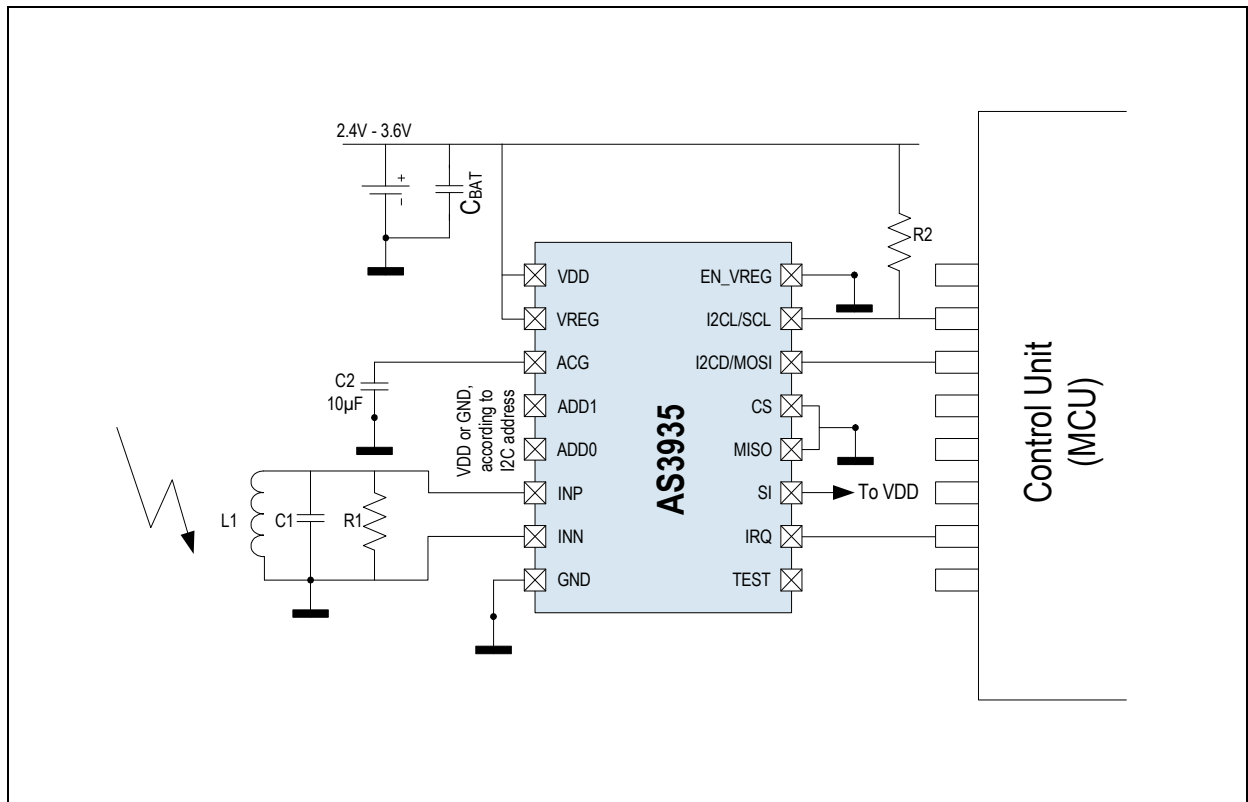 2.4V - 3.6V
+
–
CBAT
R2
VDD
VREG
ACG
ADD1
ADD0
INP
INN
GND
EN_VREG
I2CL/SCL
I2CD/MOSI
CS
MISO
SI
IRQ
TEST
AS3935
C2
10µF
VDD or GND,
according to
I2C address
L1
C1
R1
To VDD
Control Unit
(MCU)